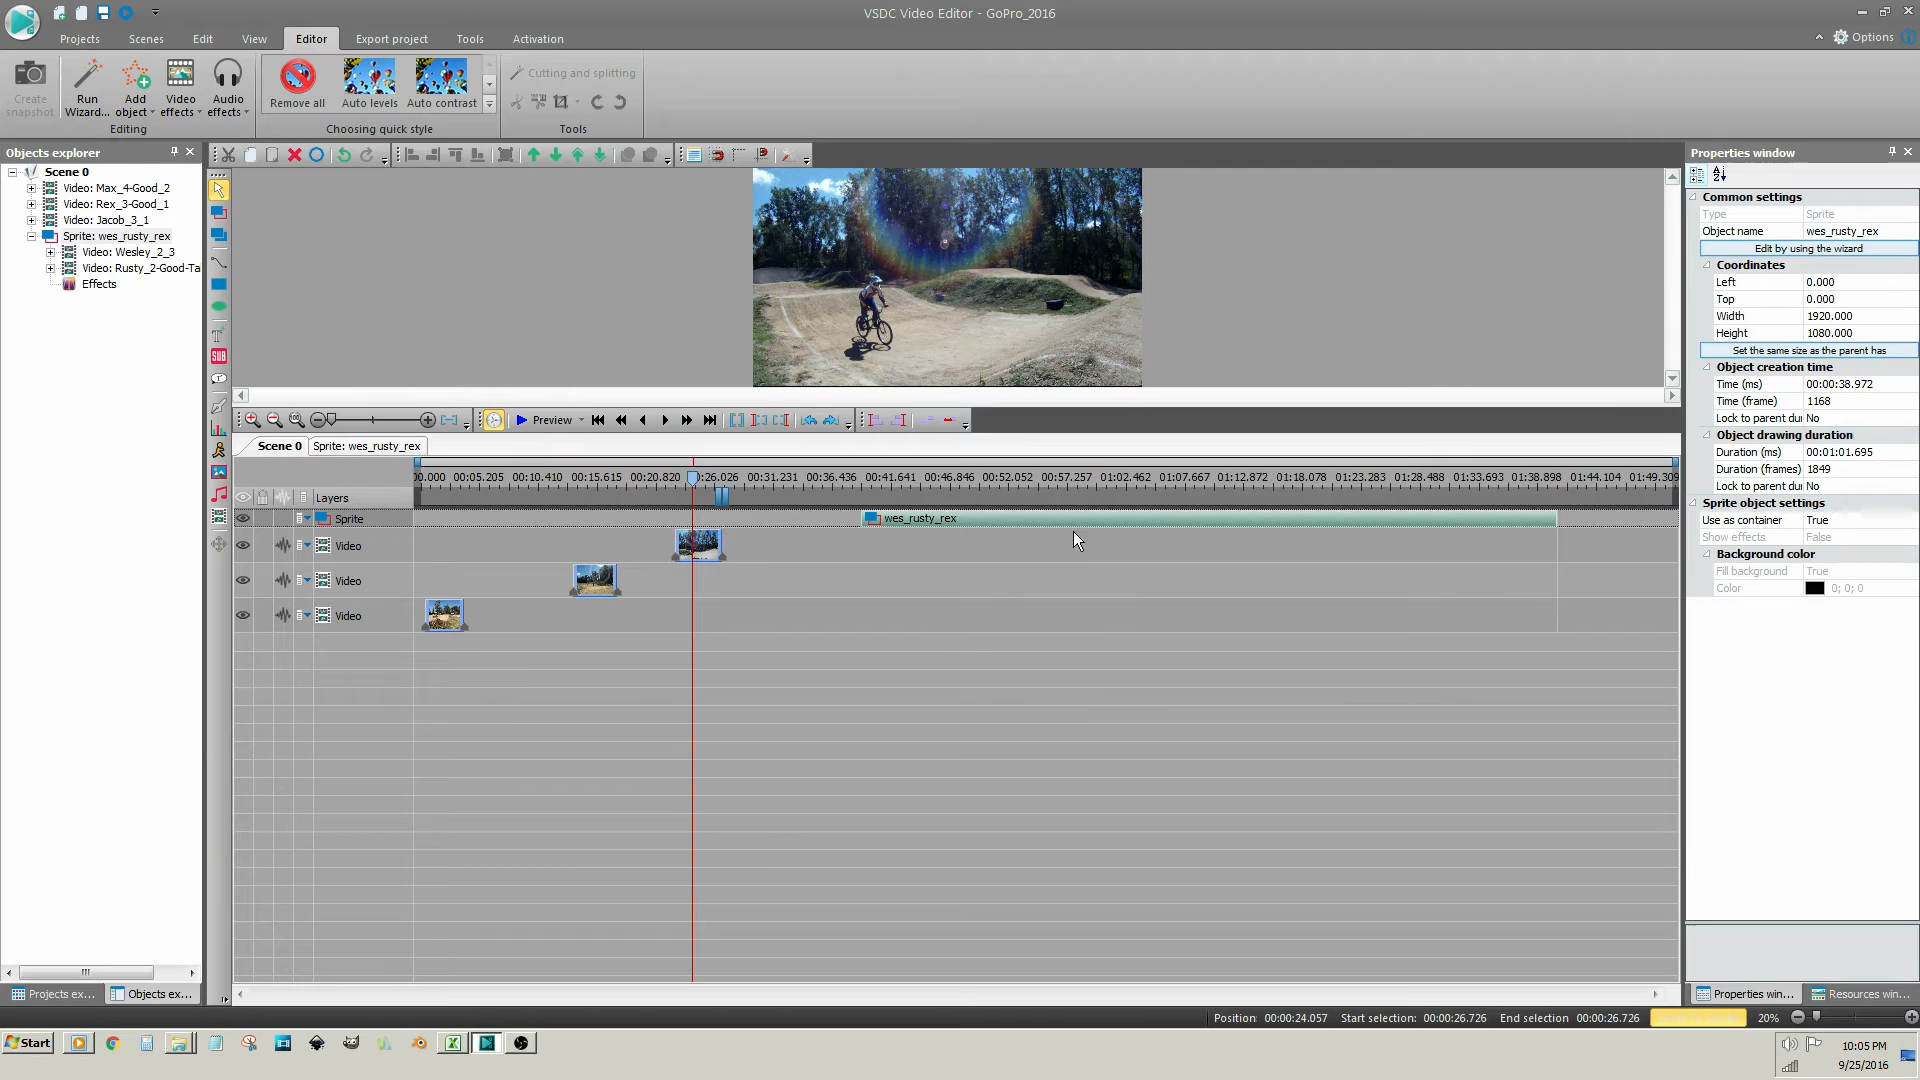 VSDC Video Editor - GoPro_2016
Projects Scenes Edit View Editor Export project Tools Activation
Options
Create snapshot
Run Wizard...
Add object
Video effects
Audio effects
Editing
Remove all
Auto levels
Auto contrast
Choosing quick style
Cutting and splitting
Tools
Objects explorer
Scene 0
Video: Max_4-Good_2
Video: Rex_3-Good_1
Video: Jacob_3_1
Sprite: wes_rusty_rex
Video: Wesley_2_3
Video: Rusty_2-Good-Tal
Effects
Projects ex...
Objects ex...
SUB
T
Preview
Scene 0
Sprite: wes_rusty_rex
00.000 00:05.205 00:10.410 00:15.615 00:20.820 00:26.026 00:31.231 00:36.436 00:41.641 00:46.846 00:52.052 00:57.257 01:02.462 01:07.667 01:12.872 01:18.078 01:23.283 01:28.488 01:33.693 01:38.898 01:44.104 01:49.309
Layers
Sprite
wes_rusty_rex
Video
Video
Video
Properties window
Common settings
Type Sprite
Object name wes_rusty_rex
Edit by using the wizard
Coordinates
Left 0.000
Top 0.000
Width 1920.000
Height 1080.000
Set the same size as the parent has
Object creation time
Time (ms) 00:00:38.972
Time (frame) 1168
Lock to parent du No
Object drawing duration
Duration (ms) 00:01:01.695
Duration (frames) 1849
Lock to parent du No
Sprite object settings
Use as container True
Show effects False
Background color
Fill background True
Color 0; 0; 0
Properties win...
Resources win...
Position: 00:00:24.057 Start selection: 00:00:26.726 End selection 00:00:26.726 20%
Start
10:05 PM
9/25/2016